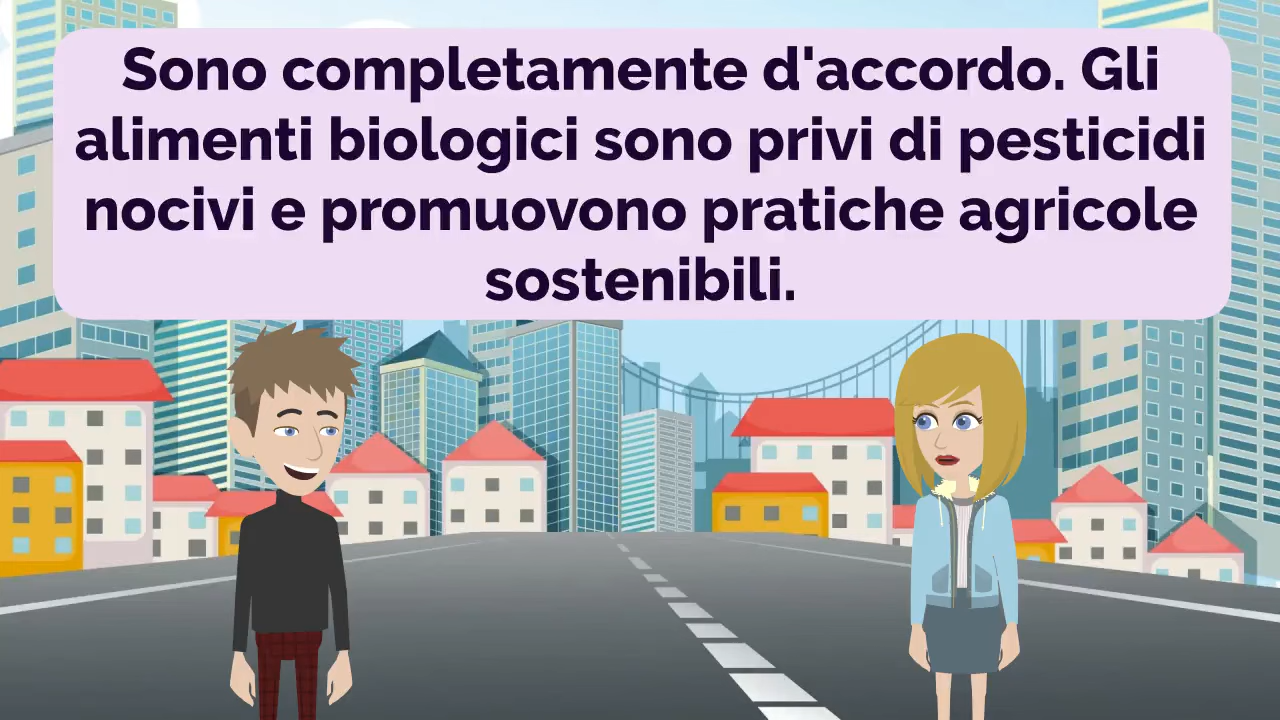 Sono completamente d'accordo. Gli
alimenti biologici sono privi di pesticidi
nocivi e promuovono pratiche agricole
sostenibili.